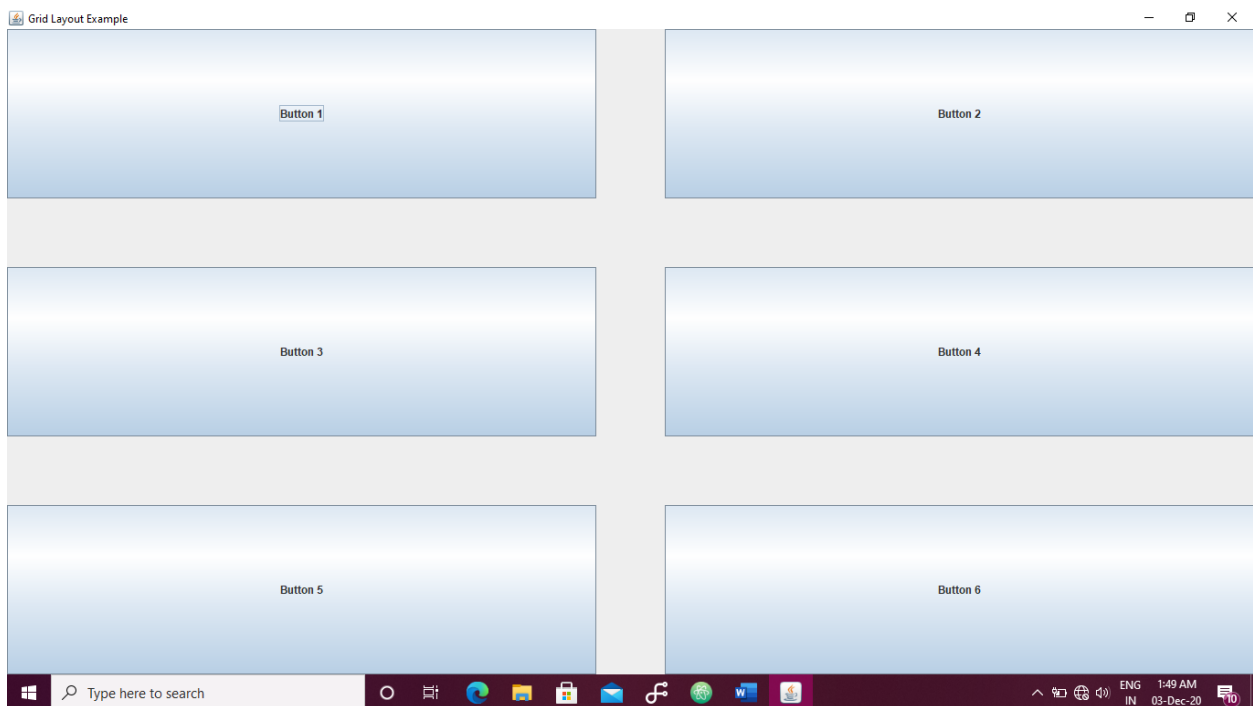 Grid Layout Example
Button 1
Button 2
Button 3
Button 4
Button 5
Button 6
Type here to search
W
ENG
IN
1:49 AM
03-Dec-20
10